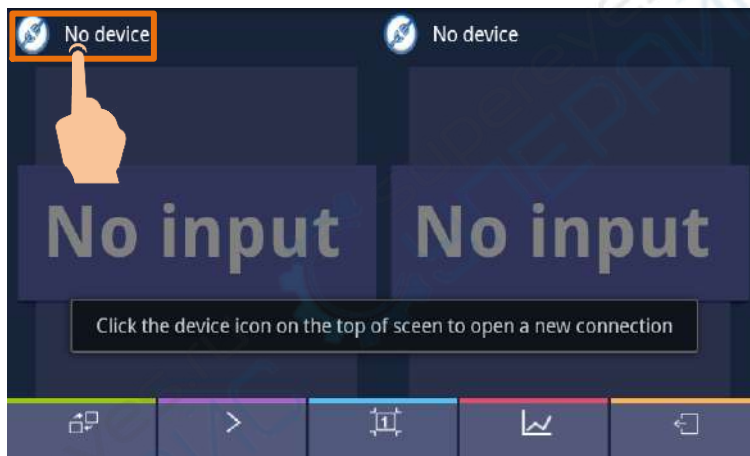 No device
No device
No input
No input
Click the device icon on the top of sceen to open a new connection
1